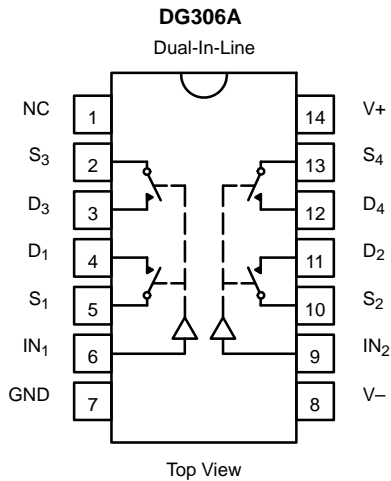 DG306A
Dual-In-Line
NC 1 14 V+
S3 2 13 S4
D3 3 12 D4
D1 4 11 D2
S1 5 10 S2
IN1 6 9 IN2
GND 7 8 V–
Top View